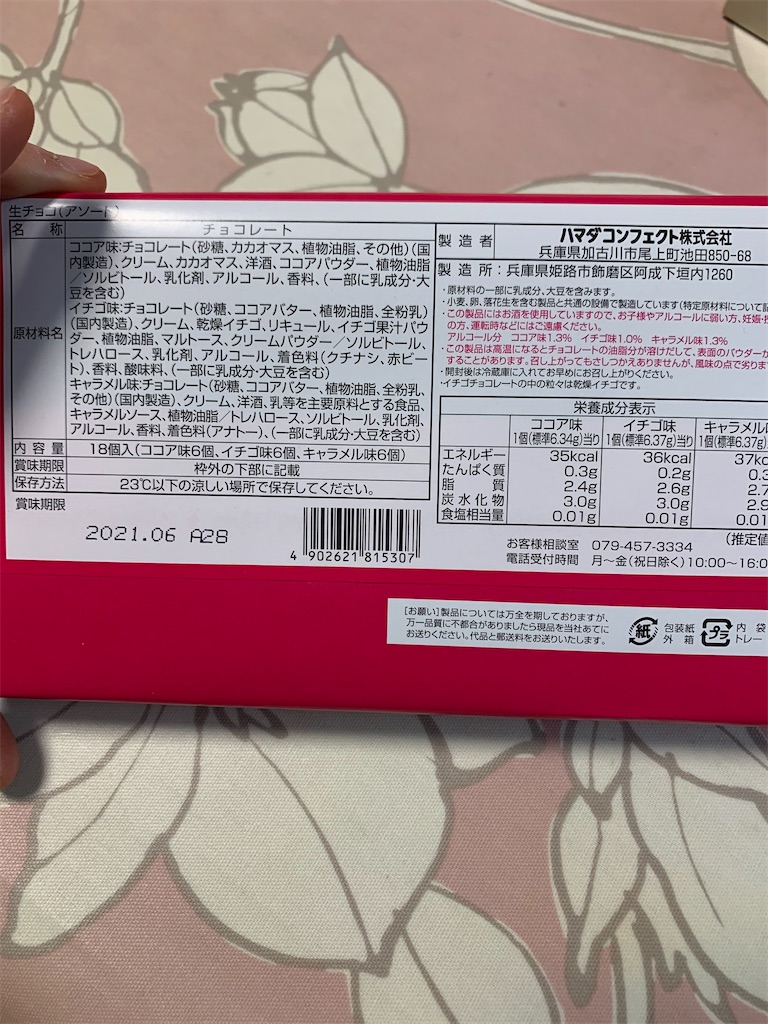 生チョコ(アソート)
名称 チョコレート
原材料名
ココア味:チョコレート(砂糖、カカオマス、植物油脂、その他)(国
内製造)、クリーム、カカオマス、洋酒、ココアパウダー、植物油脂
/ソルビトール、乳化剤、アルコール、香料、(一部に乳成分・大
豆を含む)
イチゴ味:チョコレート(砂糖、ココアバター、植物油脂、全粉乳)
(国内製造)、クリーム、乾燥イチゴ、リキュール、イチゴ果汁パウ
ダー、植物油脂、マルトース、クリームパウダー/ソルビトール、
トレハロース、乳化剤、アルコール、着色料(クチナシ、赤ビー
ト)、香料、酸味料、(一部に乳成分・大豆を含む)
キャラメル味:チョコレート(砂糖、ココアバター、植物油脂、全粉乳、
その他)(国内製造)、クリーム、洋酒、乳等を主要原料とする食品、
キャラメルソース、植物油脂/トレハロース、ソルビトール、乳化剤、
アルコール、香料、着色料(アナトー)、(一部に乳成分・大豆を含む)
内容量 18個入(ココア味6個、イチゴ味6個、キャラメル味6個)
賞味期限 枠外の下部に記載
保存方法 23℃以下の涼しい場所で保存してください。
賞味期限
2021.06 A28
4 902621 815307
製造者 ハマダコンフェクト株式会社
兵庫県加古川市尾上町池田850-68
製造所:兵庫県姫路市飾磨区阿成下垣内1260
・原材料の一部に乳成分、大豆を含みます。
・小麦、卵、落花生を含む製品と共通の設備で製造しています(特定原材料について記
・この製品にはお酒を使用していますので、お子様やアルコールに弱い方、妊娠・授
の方、運転時などにはご遠慮ください。
アルコール分 ココア味1.3% イチゴ味1.0% キャラメル味1.3%
・この製品は高温になるとチョコレートの油脂分が溶けだして、表面のパウダーか
することがあります。召し上がってもさしつかえありませんが、風味の点で劣りま
・開封後は冷蔵庫に入れてお早めにお召し上がりください。
・イチゴチョコレートの中の粒々は乾燥イチゴです。
栄養成分表示
ココア味 イチゴ味 キャラメル
1個(標準6.34g)当り 1個(標準6.37g)当り 1個(標準6.37g)
エネルギー 35kcal 36kcal 37kc
たんぱく質 0.3g 0.2g 0.3
脂質 2.4g 2.6g 2.7
炭水化物 3.0g 3.0g 2.9
食塩相当量 0.01g 0.01g 0.01
(推定値
お客様相談室 079-457-3334
電話受付時間 月～金(祝日除く)10:00～16:0
[お願い]製品については万全を期しておりますが、
万一品質に不都合がありましたら現品を当社あてに
お送りください。代品と郵送料をお送りいたします。
紙 包装紙
外箱
プラ 内袋
トレー